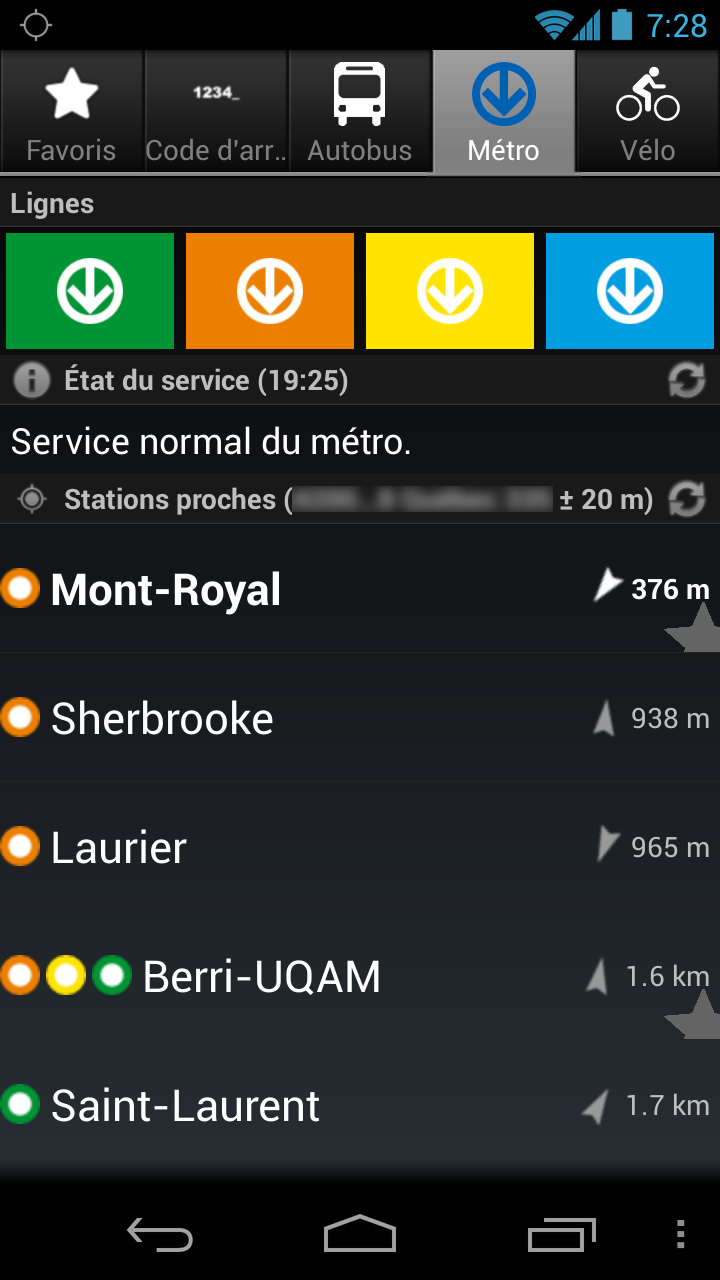 7:28
Favoris
1234_
Code d'arr..
Autobus
Métro
Vélo
Lignes
État du service (19:25)
Service normal du métro.
Stations proches ( ± 20 m)
Mont-Royal 376 m
Sherbrooke 938 m
Laurier 965 m
Berri-UQAM 1.6 km
Saint-Laurent 1.7 km